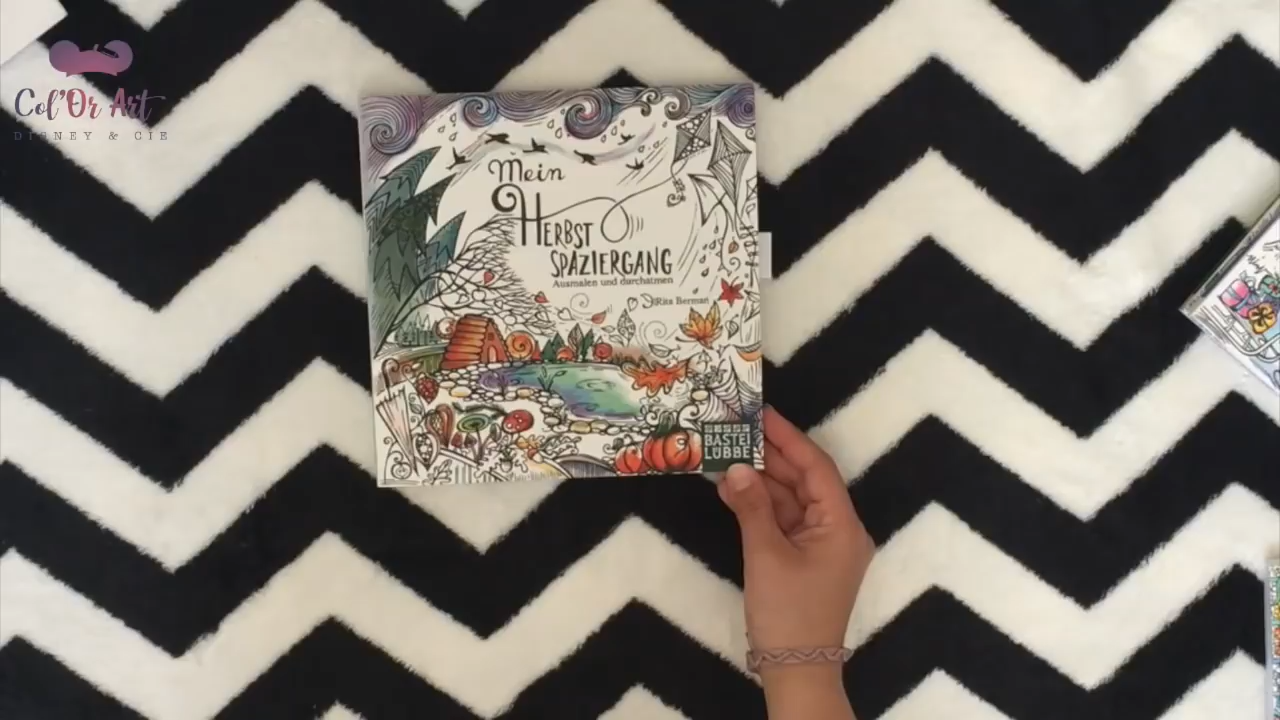 Col'Or Art
DISNEY & CIE
Mein
HERBST
SPAZIERGANG
Ausmalen und durchatmen
Rita Berman
BASTEI
LÜBBE